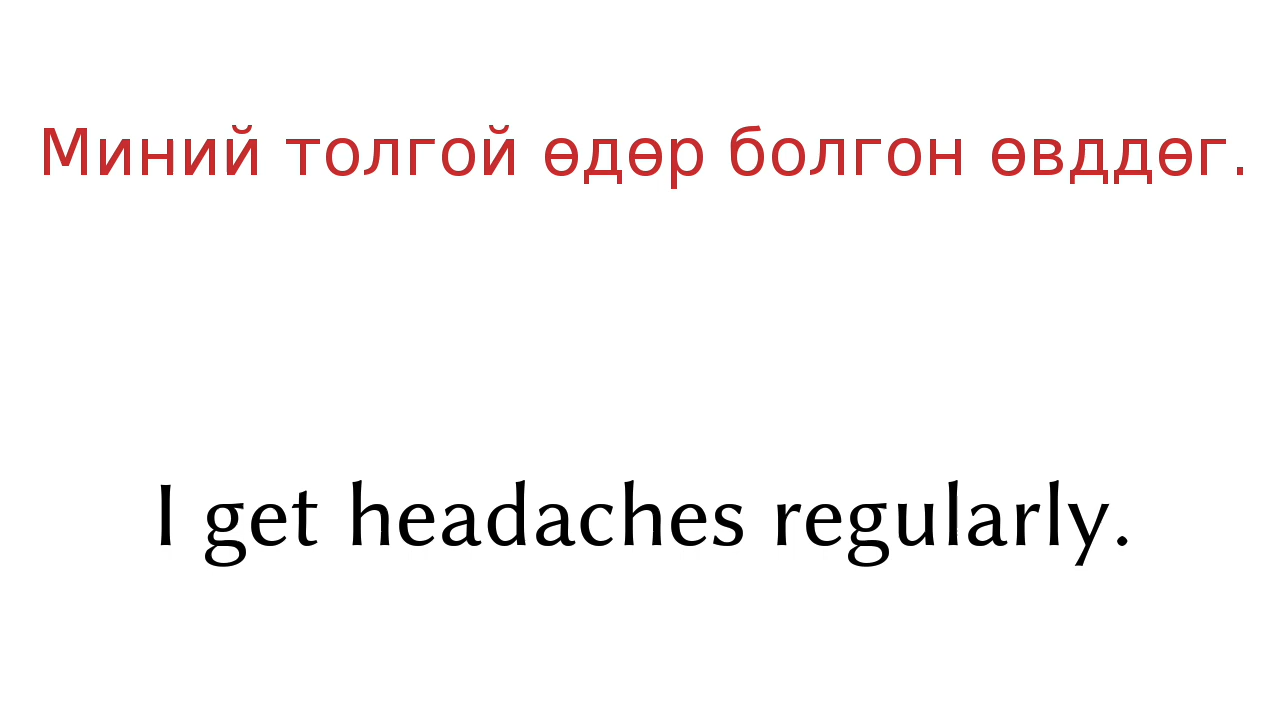 Миний толгой өдөр болгон өвддөг.
I get headaches regularly.